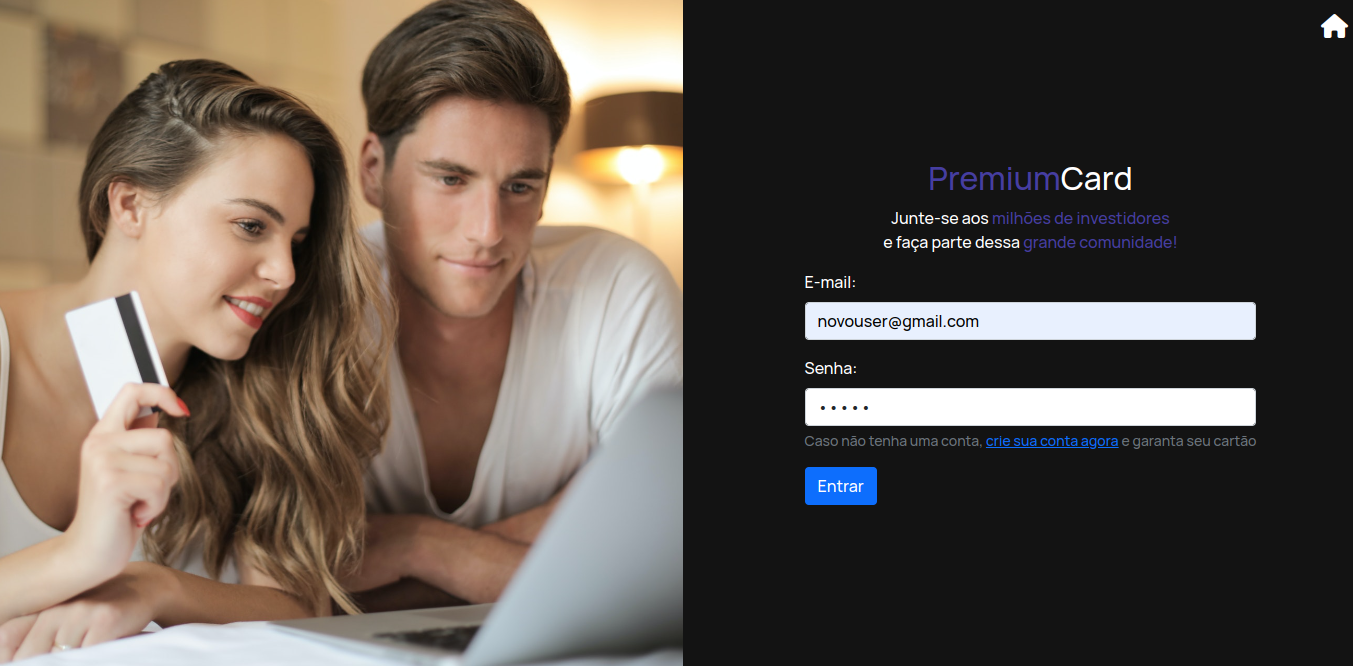 PremiumCard
Junte-se aos milhões de investidores
e faça parte dessa grande comunidade!
E-mail:
novouser@gmail.com
Senha:
•••••
Caso não tenha uma conta, crie sua conta agora e garanta seu cartão
Entrar